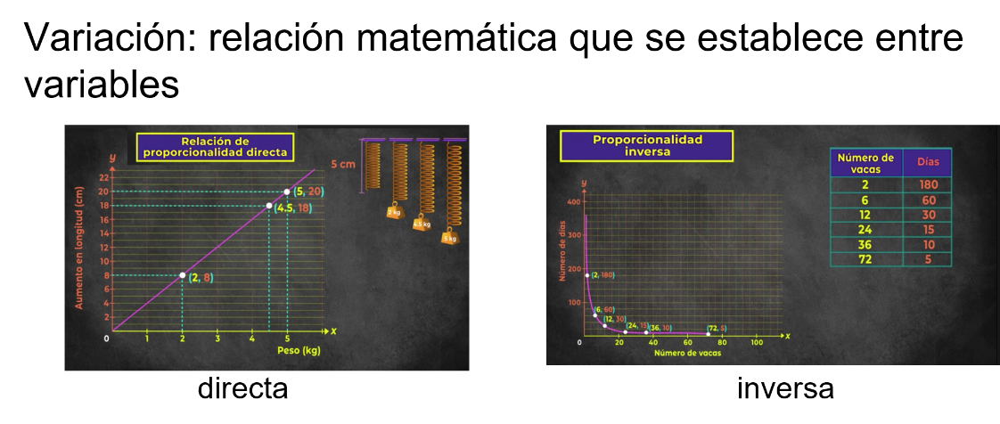 Variación: relación matemática que se establece entre
variables
Relación de
proporcionalidad directa
y
Aumento en longitud (cm)
22
20
18
16
14
12
10
8
6
4
2
0
1
2
3
4
5
x
Peso (kg)
(5, 20)
(4.5, 18)
(2, 8)
5 cm
2 kg
4.5 kg
5 kg
directa
Proporcionalidad
inversa
y
Número de días
400
300
200
100
0
20
40
60
80
100
x
Número de vacas
(2, 180)
(6, 60)
(12, 30)
(24, 15)
(36, 10)
(72, 5)
Número de vacas Días
2 180
6 60
12 30
24 15
36 10
72 5
inversa